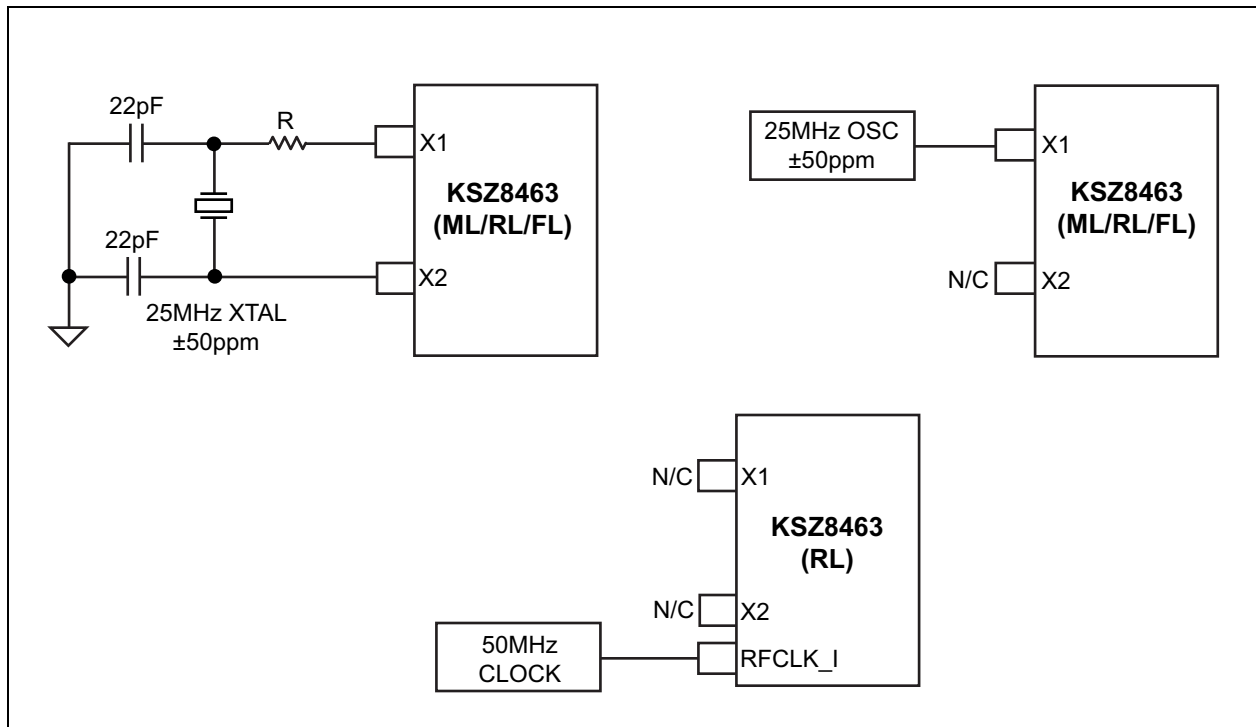 22pF
R
X1
KSZ8463
(ML/RL/FL)
22pF
X2
25MHz XTAL
±50ppm
25MHz OSC
±50ppm
X1
KSZ8463
(ML/RL/FL)
N/C
X2
N/C
X1
KSZ8463
(RL)
N/C
X2
50MHz
CLOCK
RFCLK_I